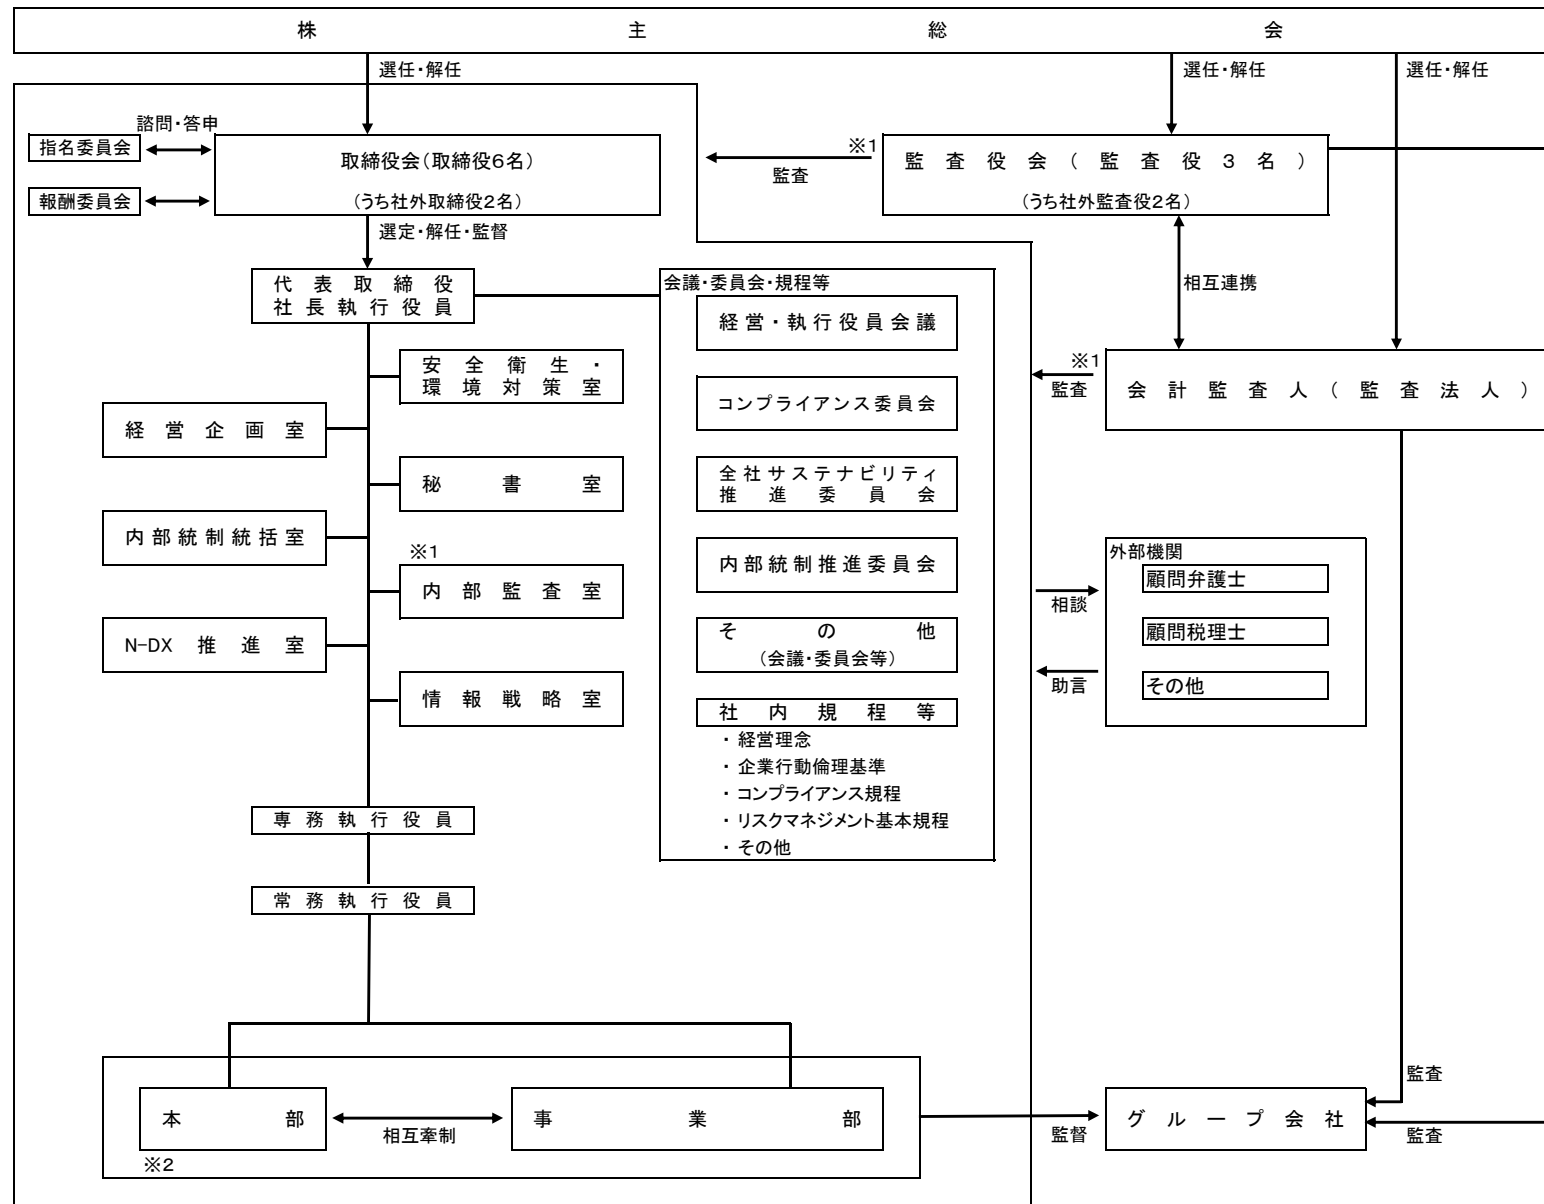 株主総会
選任・解任
選任・解任
選任・解任
諮問・答申
指名委員会
報酬委員会
取締役会(取締役6名)
(うち社外取締役2名)
※1
監査
監査役会(監査役3名)
(うち社外監査役2名)
選定・解任・監督
代表取締役
社長執行役員
会議・委員会・規程等
経営・執行役員会議
コンプライアンス委員会
全社サステナビリティ
推進委員会
内部統制推進委員会
その他
(会議・委員会等)
社内規程等
・ 経営理念
・ 企業行動倫理基準
・ コンプライアンス規程
・ リスクマネジメント基本規程
・ その他
相互連携
※1
監査
会計監査人(監査法人)
安全衛生・
環境対策室
経営企画室
秘書室
内部統制統括室
※1
内部監査室
N-DX 推進室
情報戦略室
相談
助言
外部機関
顧問弁護士
顧問税理士
その他
専務執行役員
常務執行役員
本部
相互牽制
事業部
※2
監督
グループ会社
監査
監査